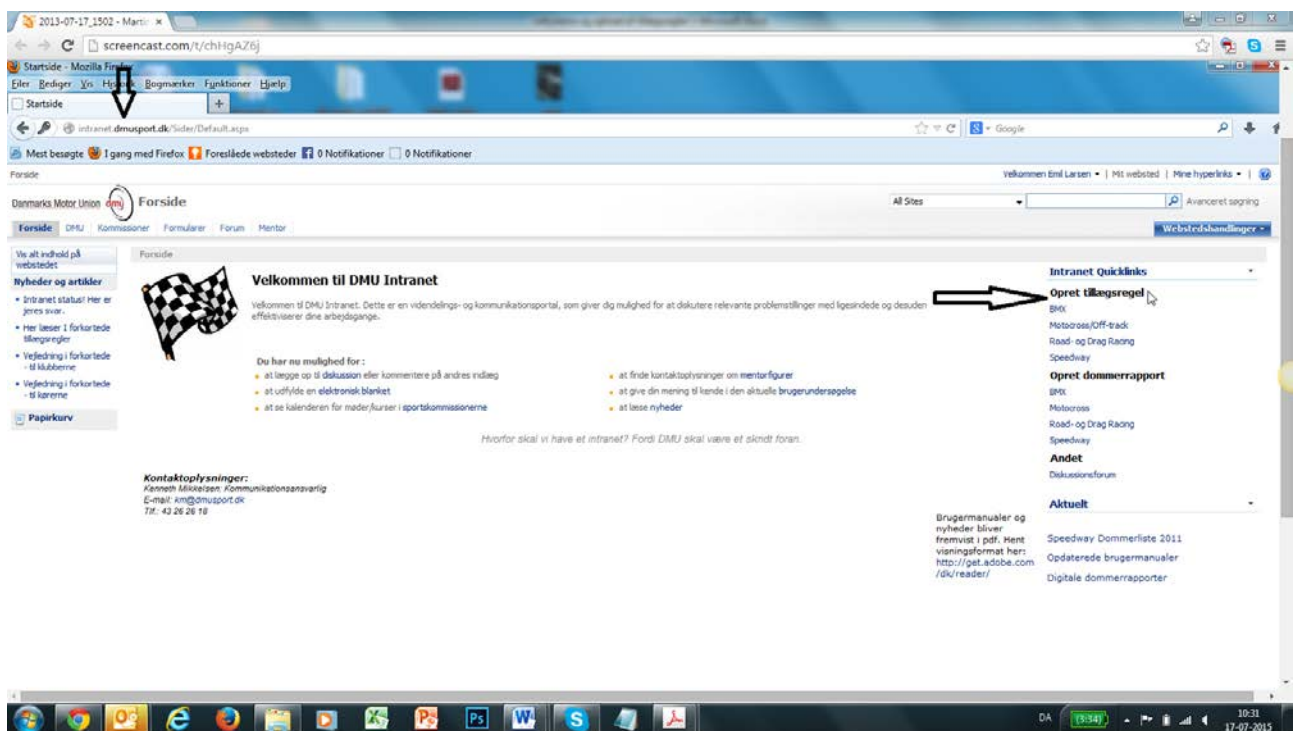 2013-07-17_1502 - Martin
screencast.com/t/chHgAZ6j
Startside - Mozilla Firefox
Filer Rediger Vis Historik Bogmærker Funktioner Hjælp
Startside
intranet.dmusport.dk/Sider/Default.aspx
Google
Mest besøgte I gang med Firefox Foreslåede websteder 0 Notifikationer 0 Notifikationer
Forside
Velkommen Emil Larsen Mit websted Mine hyperlinks
Danmarks Motor Union dmu Forside
All Sites
Avanceret søgning
Forside DMU Kommissioner Formularer Forum Mentor
Webstedshandlinger
Vis alt indhold på
webstedet
Nyheder og artikler
Intranet status! Her er
jeres svar.
Her læser I forkortede
tillægsregler
Vejledning i forkortede
- til klubberne
Vejledning i forkortede
- til kørerne
Papirkurv
Forside
Velkommen til DMU Intranet
Velkommen til DMU Intranet. Dette er en videndelings- og kommunikationsportal, som giver dig mulighed for at diskutere relevante problemstillinger med ligesindede og desuden
effektiviserer dine arbejdsgange.
Du har nu mulighed for :
at lægge op til diskussion eller kommentere på andres indlæg
at udfylde en elektronisk blanket
at se kalenderen for møder/kurser i sportskommissionerne
at finde kontaktoplysninger om mentorfigurer
at give din mening til kende i den aktuelle brugerundersøgelse
at læse nyheder
Hvorfor skal vi have et intranet? Fordi DMU skal være et skridt foran.
Kontaktoplysninger:
Kenneth Mikkelsen: Kommunikationsansvarlig
E-mail: km@dmusport.dk
Tlf.: 43 26 26 18
Brugermanualer og
nyheder bliver
fremvist i pdf. Hent
visningsformat her:
http://get.adobe.com
/dk/reader/
Intranet Quicklinks
Opret tillægsregel
BMX
Motocross/Off-track
Road- og Drag Racing
Speedway
Opret dommerrapport
BMX
Motocross
Road- og Drag Racing
Speedway
Andet
Diskussionsforum
Aktuelt
Speedway Dommerliste 2011
Opdaterede brugermanualer
Digitale dommerrapporter
DA (3:34) 10:31
17-07-2015